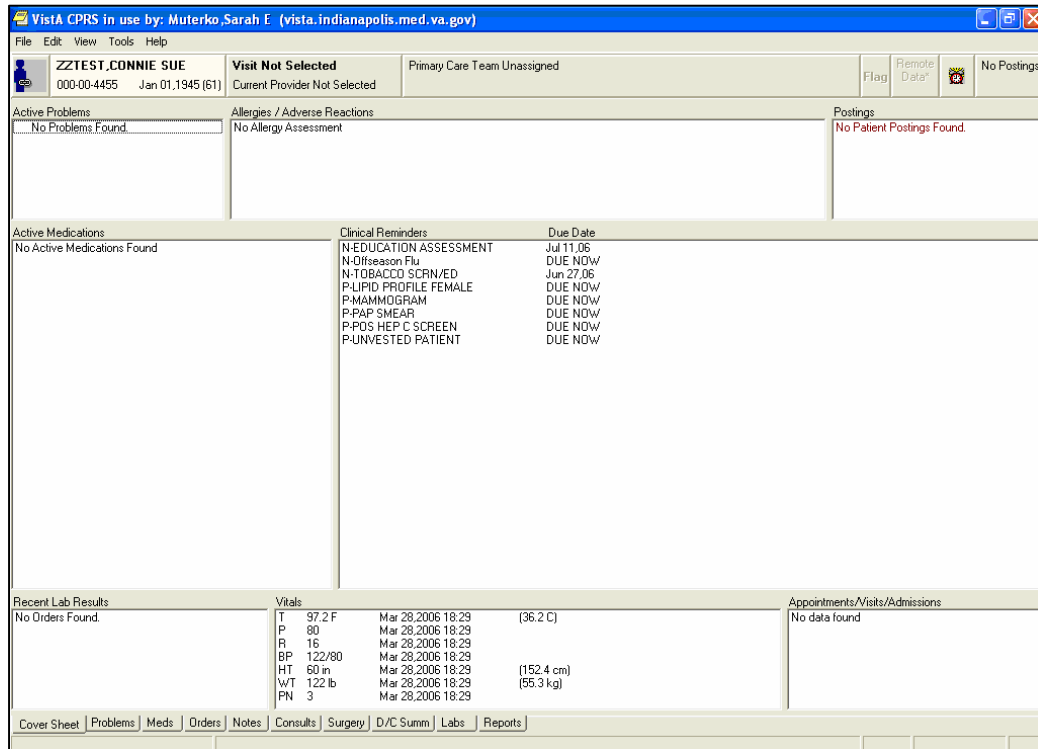 VistA CPRS in use by: Muterko,Sarah E (vista.indianapolis.med.va.gov)
File Edit View Tools Help
ZZTEST,CONNIE SUE Visit Not Selected Primary Care Team Unassigned Flag Remote Data* No Postings
000-00-4455 Jan 01,1945 (61) Current Provider Not Selected
Active Problems Allergies / Adverse Reactions Postings
No Problems Found. No Allergy Assessment No Patient Postings Found.
Active Medications Clinical Reminders Due Date
No Active Medications Found N-EDUCATION ASSESSMENT Jul 11,06
N-Offseason Flu DUE NOW
N-TOBACCO SCRN/ED Jun 27,06
P-LIPID PROFILE FEMALE DUE NOW
P-MAMMOGRAM DUE NOW
P-PAP SMEAR DUE NOW
P-POS HEP C SCREEN DUE NOW
P-UNVESTED PATIENT DUE NOW
Recent Lab Results Vitals Appointments/Visits/Admissions
No Orders Found. T 97.2 F Mar 28,2006 18:29 (36.2 C) No data found
P 80 Mar 28,2006 18:29
R 16 Mar 28,2006 18:29
BP 122/80 Mar 28,2006 18:29
HT 60 in Mar 28,2006 18:29 (152.4 cm)
WT 122 lb Mar 28,2006 18:29 (55.3 kg)
PN 3 Mar 28,2006 18:29
Cover Sheet Problems Meds Orders Notes Consults Surgery D/C Summ Labs Reports